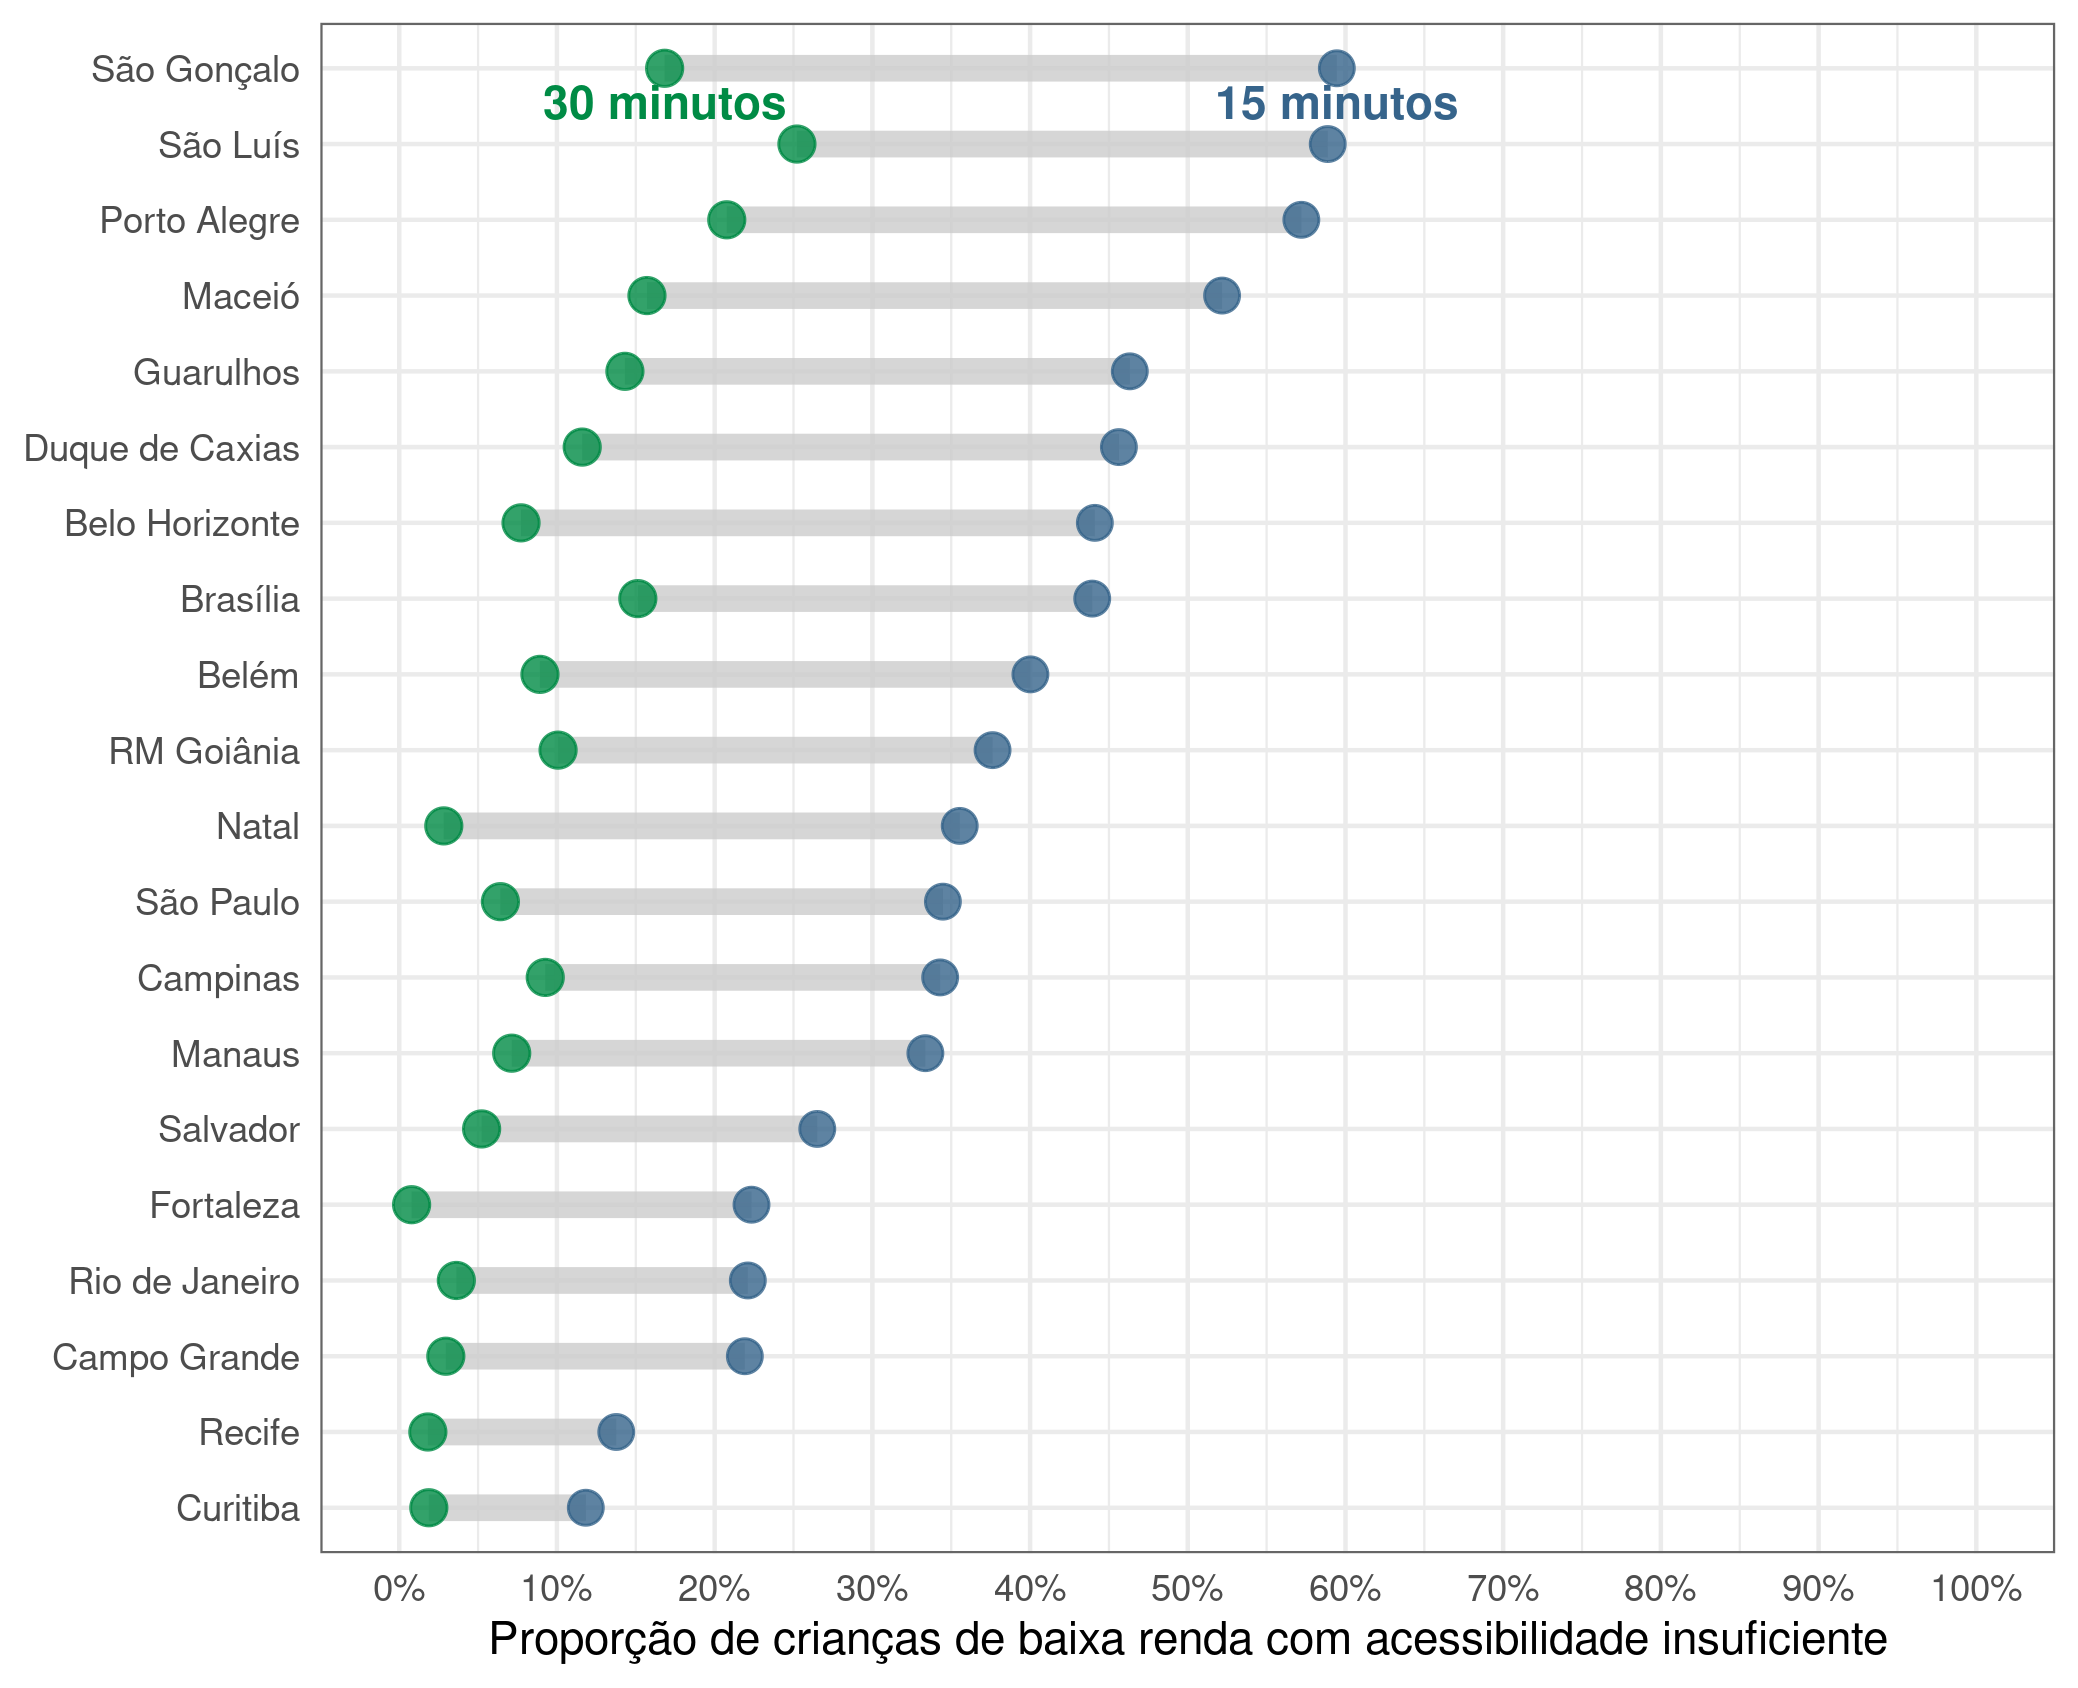 São Gonçalo
30 minutos
15 minutos
São Luís
Porto Alegre
Maceió
Guarulhos
Duque de Caxias
Belo Horizonte
Brasília
Belém
RM Goiânia
Natal
São Paulo
Campinas
Manaus
Salvador
Fortaleza
Rio de Janeiro
Campo Grande
Recife
Curitiba
0% 10% 20% 30% 40% 50% 60% 70% 80% 90% 100%
Proporção de crianças de baixa renda com acessibilidade insuficiente